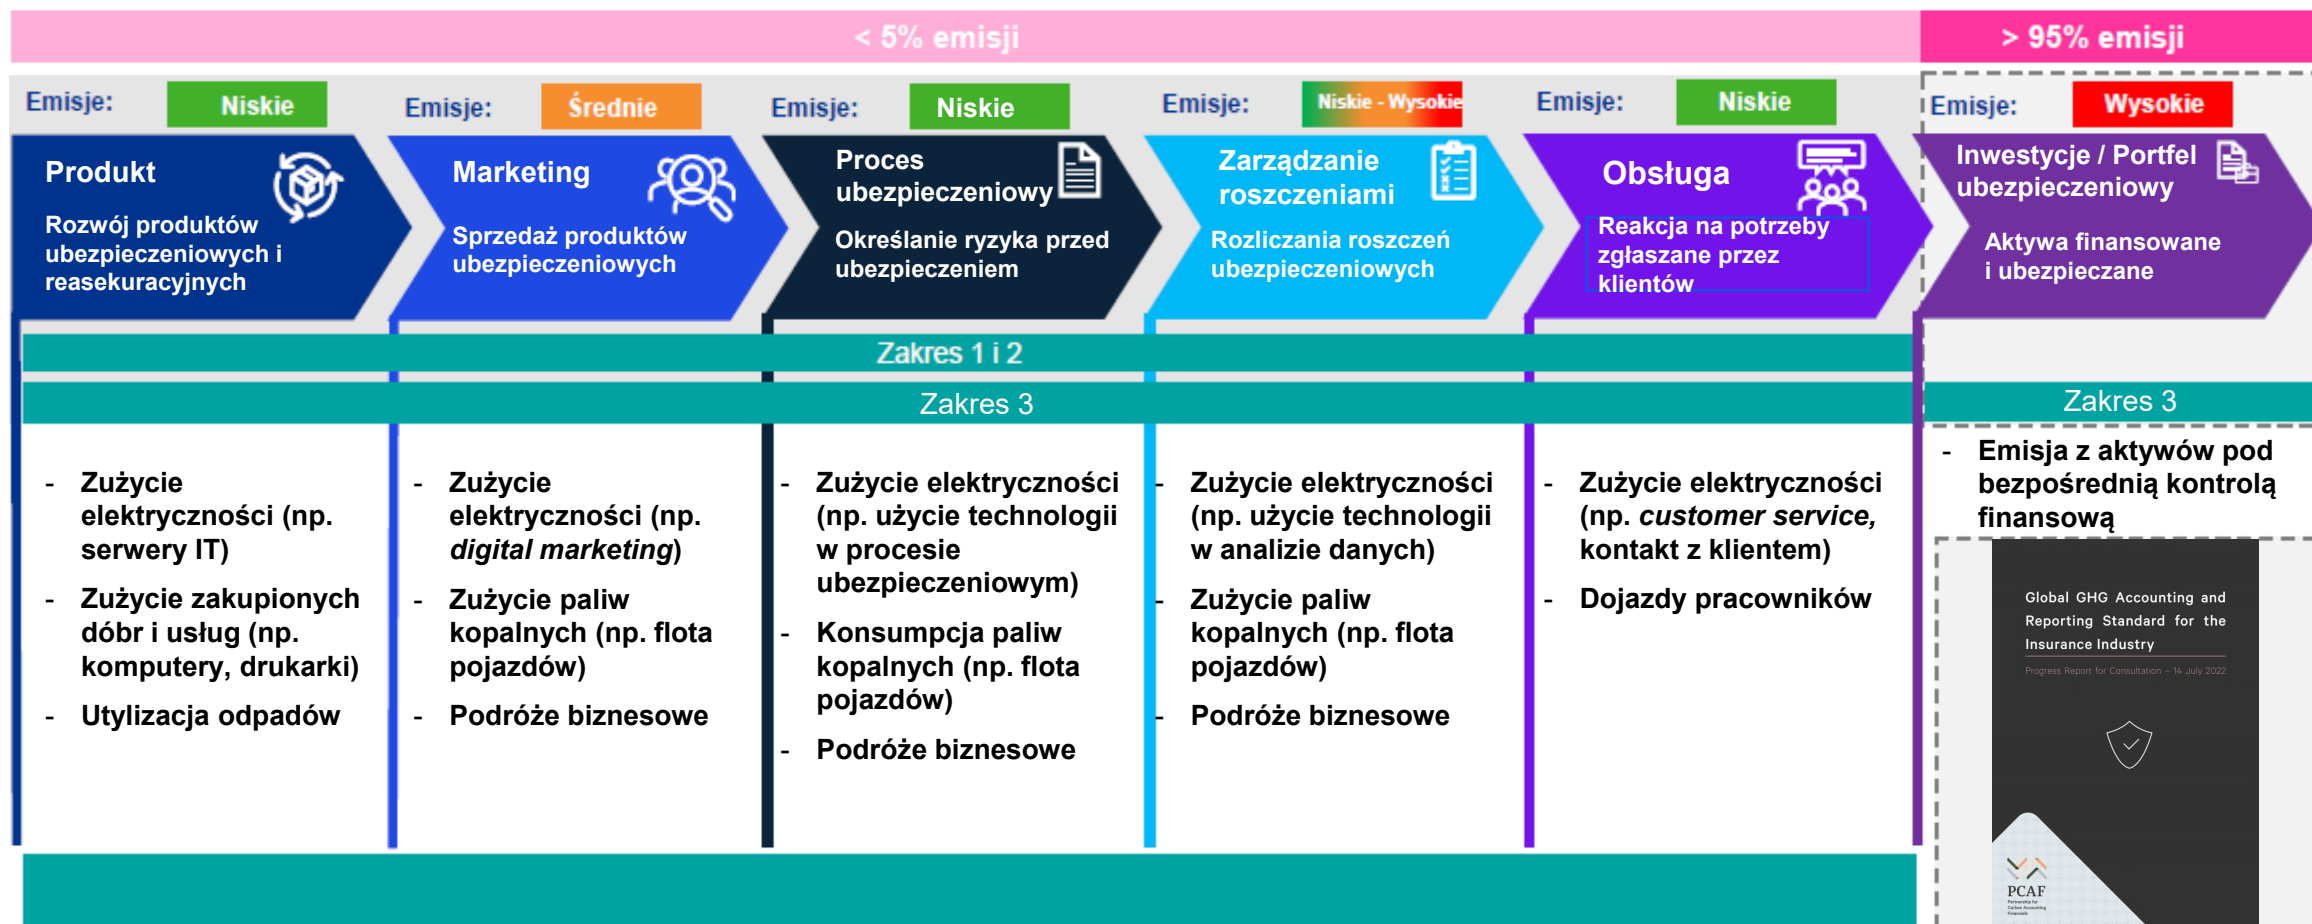 < 5% emisji
> 95% emisji
Emisje:
Niskie
Emisje:
Średnie
Emisje:
Niskie
Emisje:
Niskie - Wysokie
Emisje:
Niskie
Emisje:
Wysokie
Produkt
Rozwój produktów
ubezpieczeniowych i
reasekuracyjnych
Marketing
Sprzedaż produktów
ubezpieczeniowych
Proces
ubezpieczeniowy
Określanie ryzyka przed
ubezpieczeniem
Zarządzanie
roszczeniami
Rozliczania roszczeń
ubezpieczeniowych
Obsługa
Reakcja na potrzeby
zgłaszane przez
klientów
Inwestycje / Portfel
ubezpieczeniowy
Aktywa finansowane
i ubezpieczane
Zakres 1 i 2
Zakres 3
Zakres 3
- Zużycie
elektryczności (np.
serwery IT)
- Zużycie zakupionych
dóbr i usług (np.
komputery, drukarki)
- Utylizacja odpadów
- Zużycie
elektryczności (np.
digital marketing)
- Zużycie paliw
kopalnych (np. flota
pojazdów)
- Podróże biznesowe
- Zużycie elektryczności
(np. użycie technologii
w procesie
ubezpieczeniowym)
- Konsumpcja paliw
kopalnych (np. flota
pojazdów)
- Podróże biznesowe
- Zużycie elektryczności
(np. użycie technologii
w analizie danych)
- Zużycie paliw
kopalnych (np. flota
pojazdów)
- Podróże biznesowe
- Zużycie elektryczności
(np. customer service,
kontakt z klientem)
- Dojazdy pracowników
- Emisja z aktywów pod
bezpośrednią kontrolą
finansową
Global GHG Accounting and
Reporting Standard for the
Insurance Industry
Progress Report for Consultation – 14 July 2022
PCAF
Partnership for
Carbon Accounting
Financials